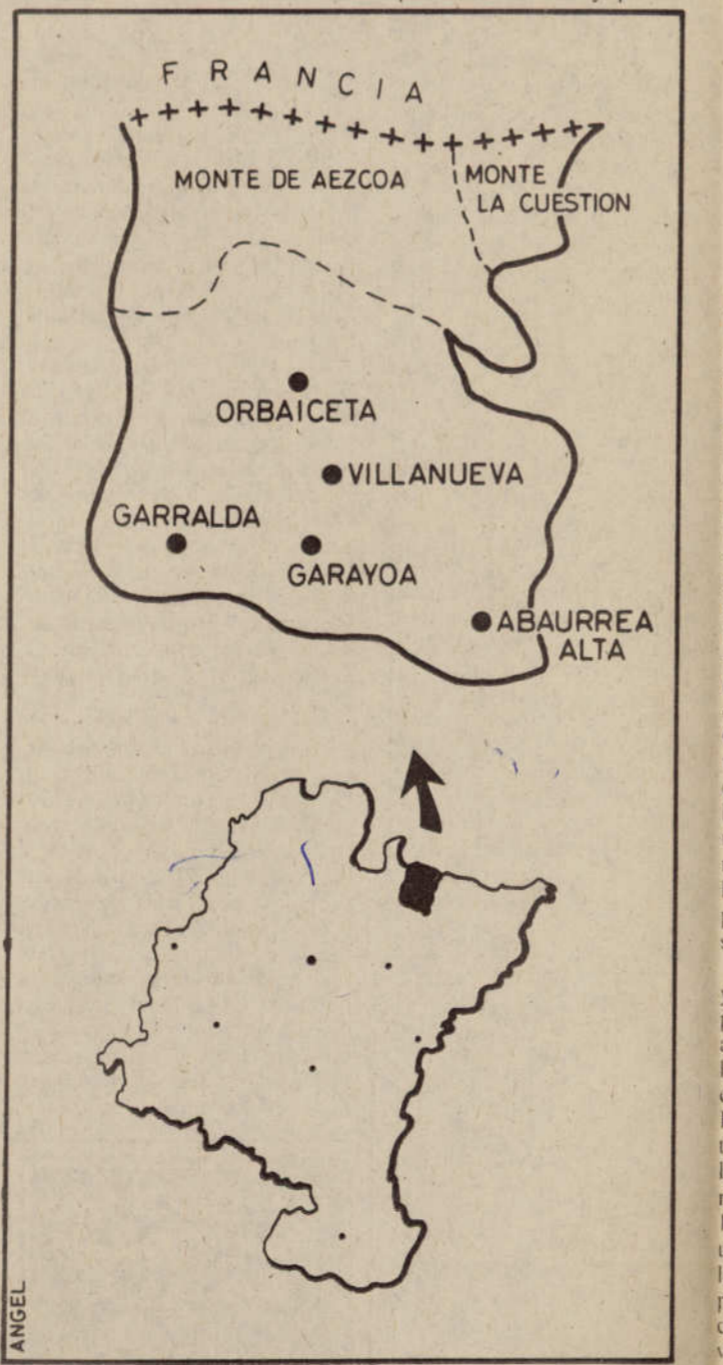 FRANCIA
MONTE DE AEZCOA
MONTE
LA CUESTION
ORBAICETA
VILLANUEVA
GARRALDA
GARAYOA
ABAURREA
ALTA
ANGEL